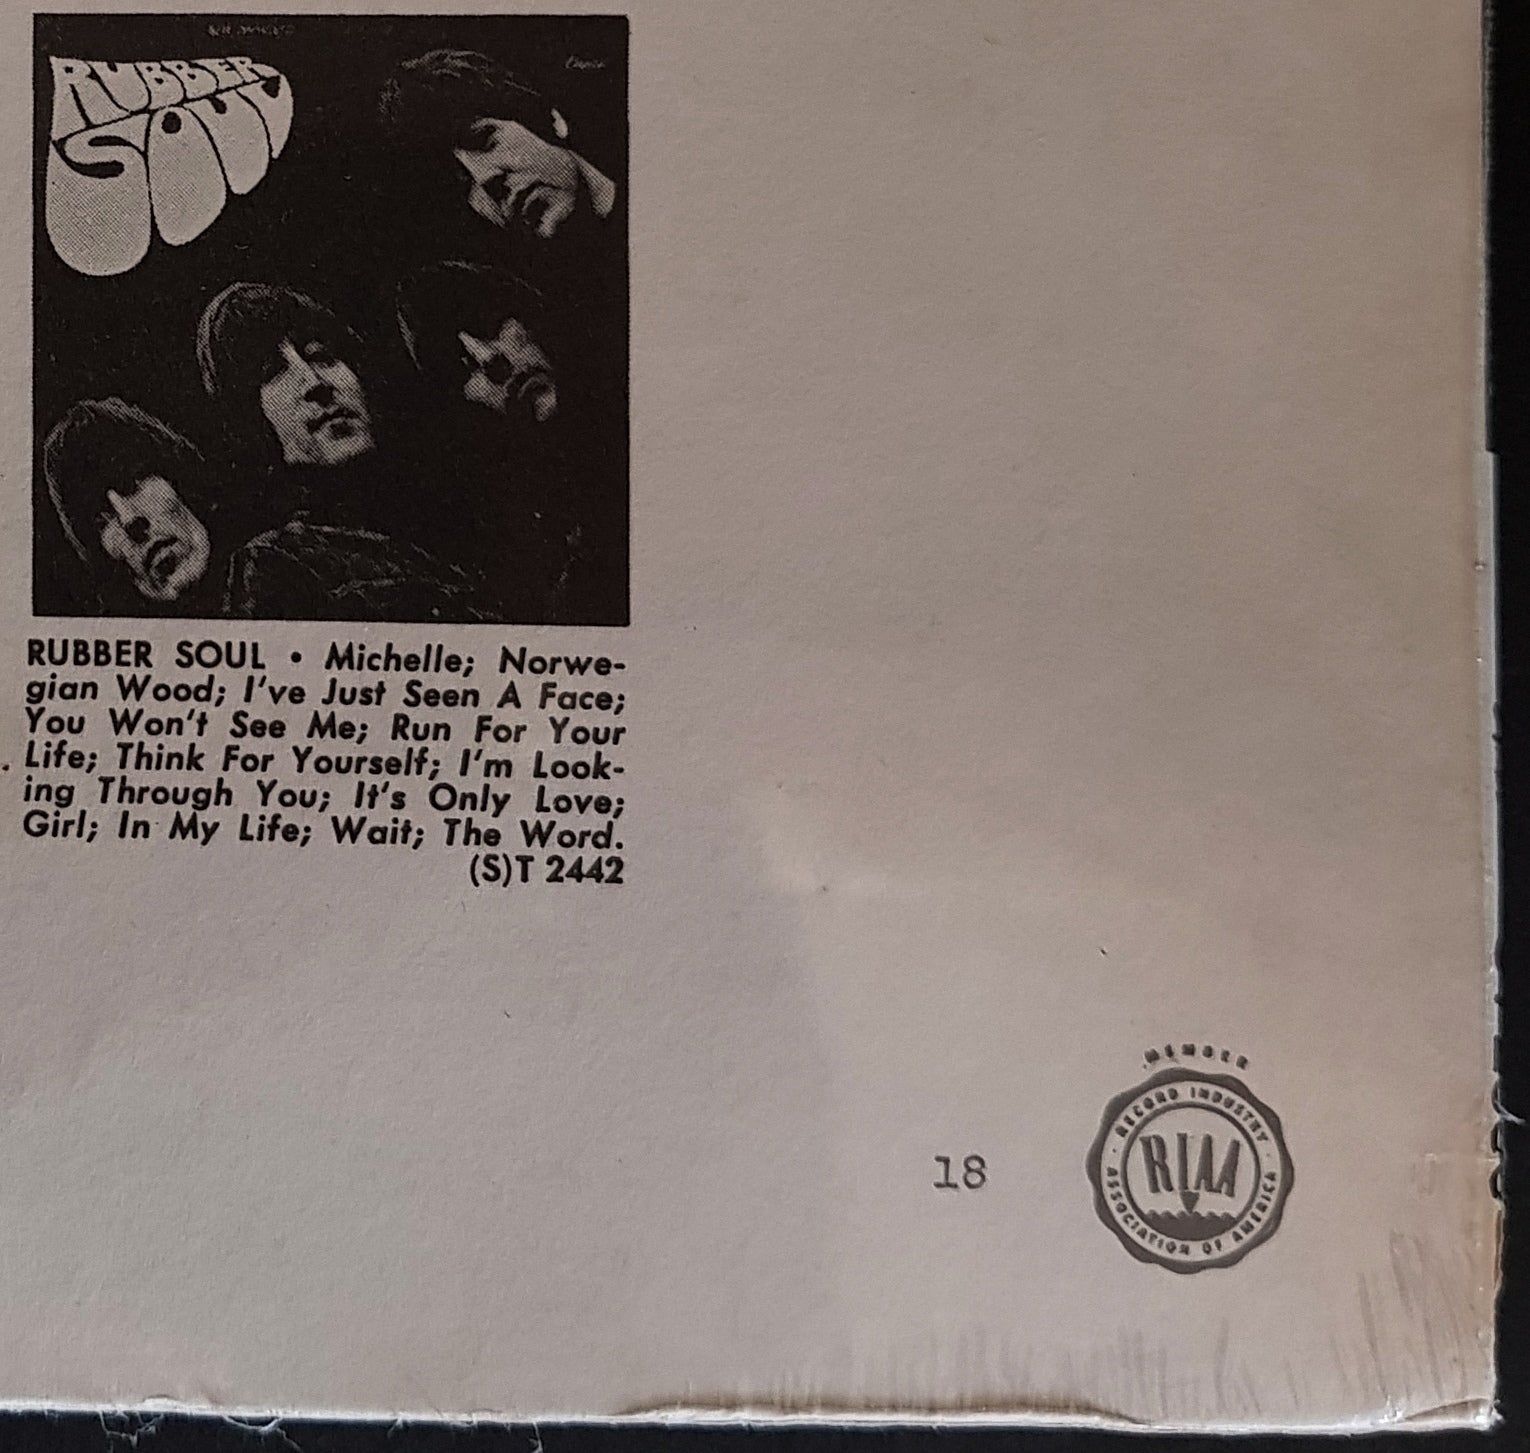 RUBBER
SOUL
RUBBER SOUL • Michelle; Norwe-
gian Wood; I've Just Seen A Face;
You Won't See Me; Run For Your
Life; Think For Yourself; I'm Look-
ing Through You; It's Only Love;
Girl; In My Life; Wait; The Word.
(S)T 2442
18
MEMBER
RECORD INDUSTRY
RIAA
ASSOCIATION OF AMERICA